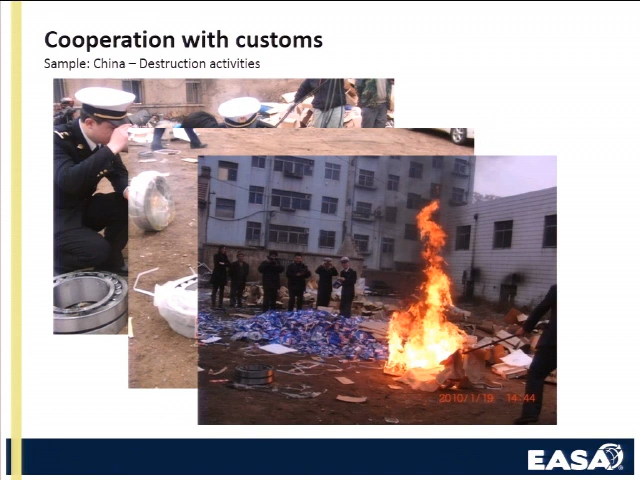 Cooperation with customs
Sample: China – Destruction activities
2010/1/19 14:44
EASA